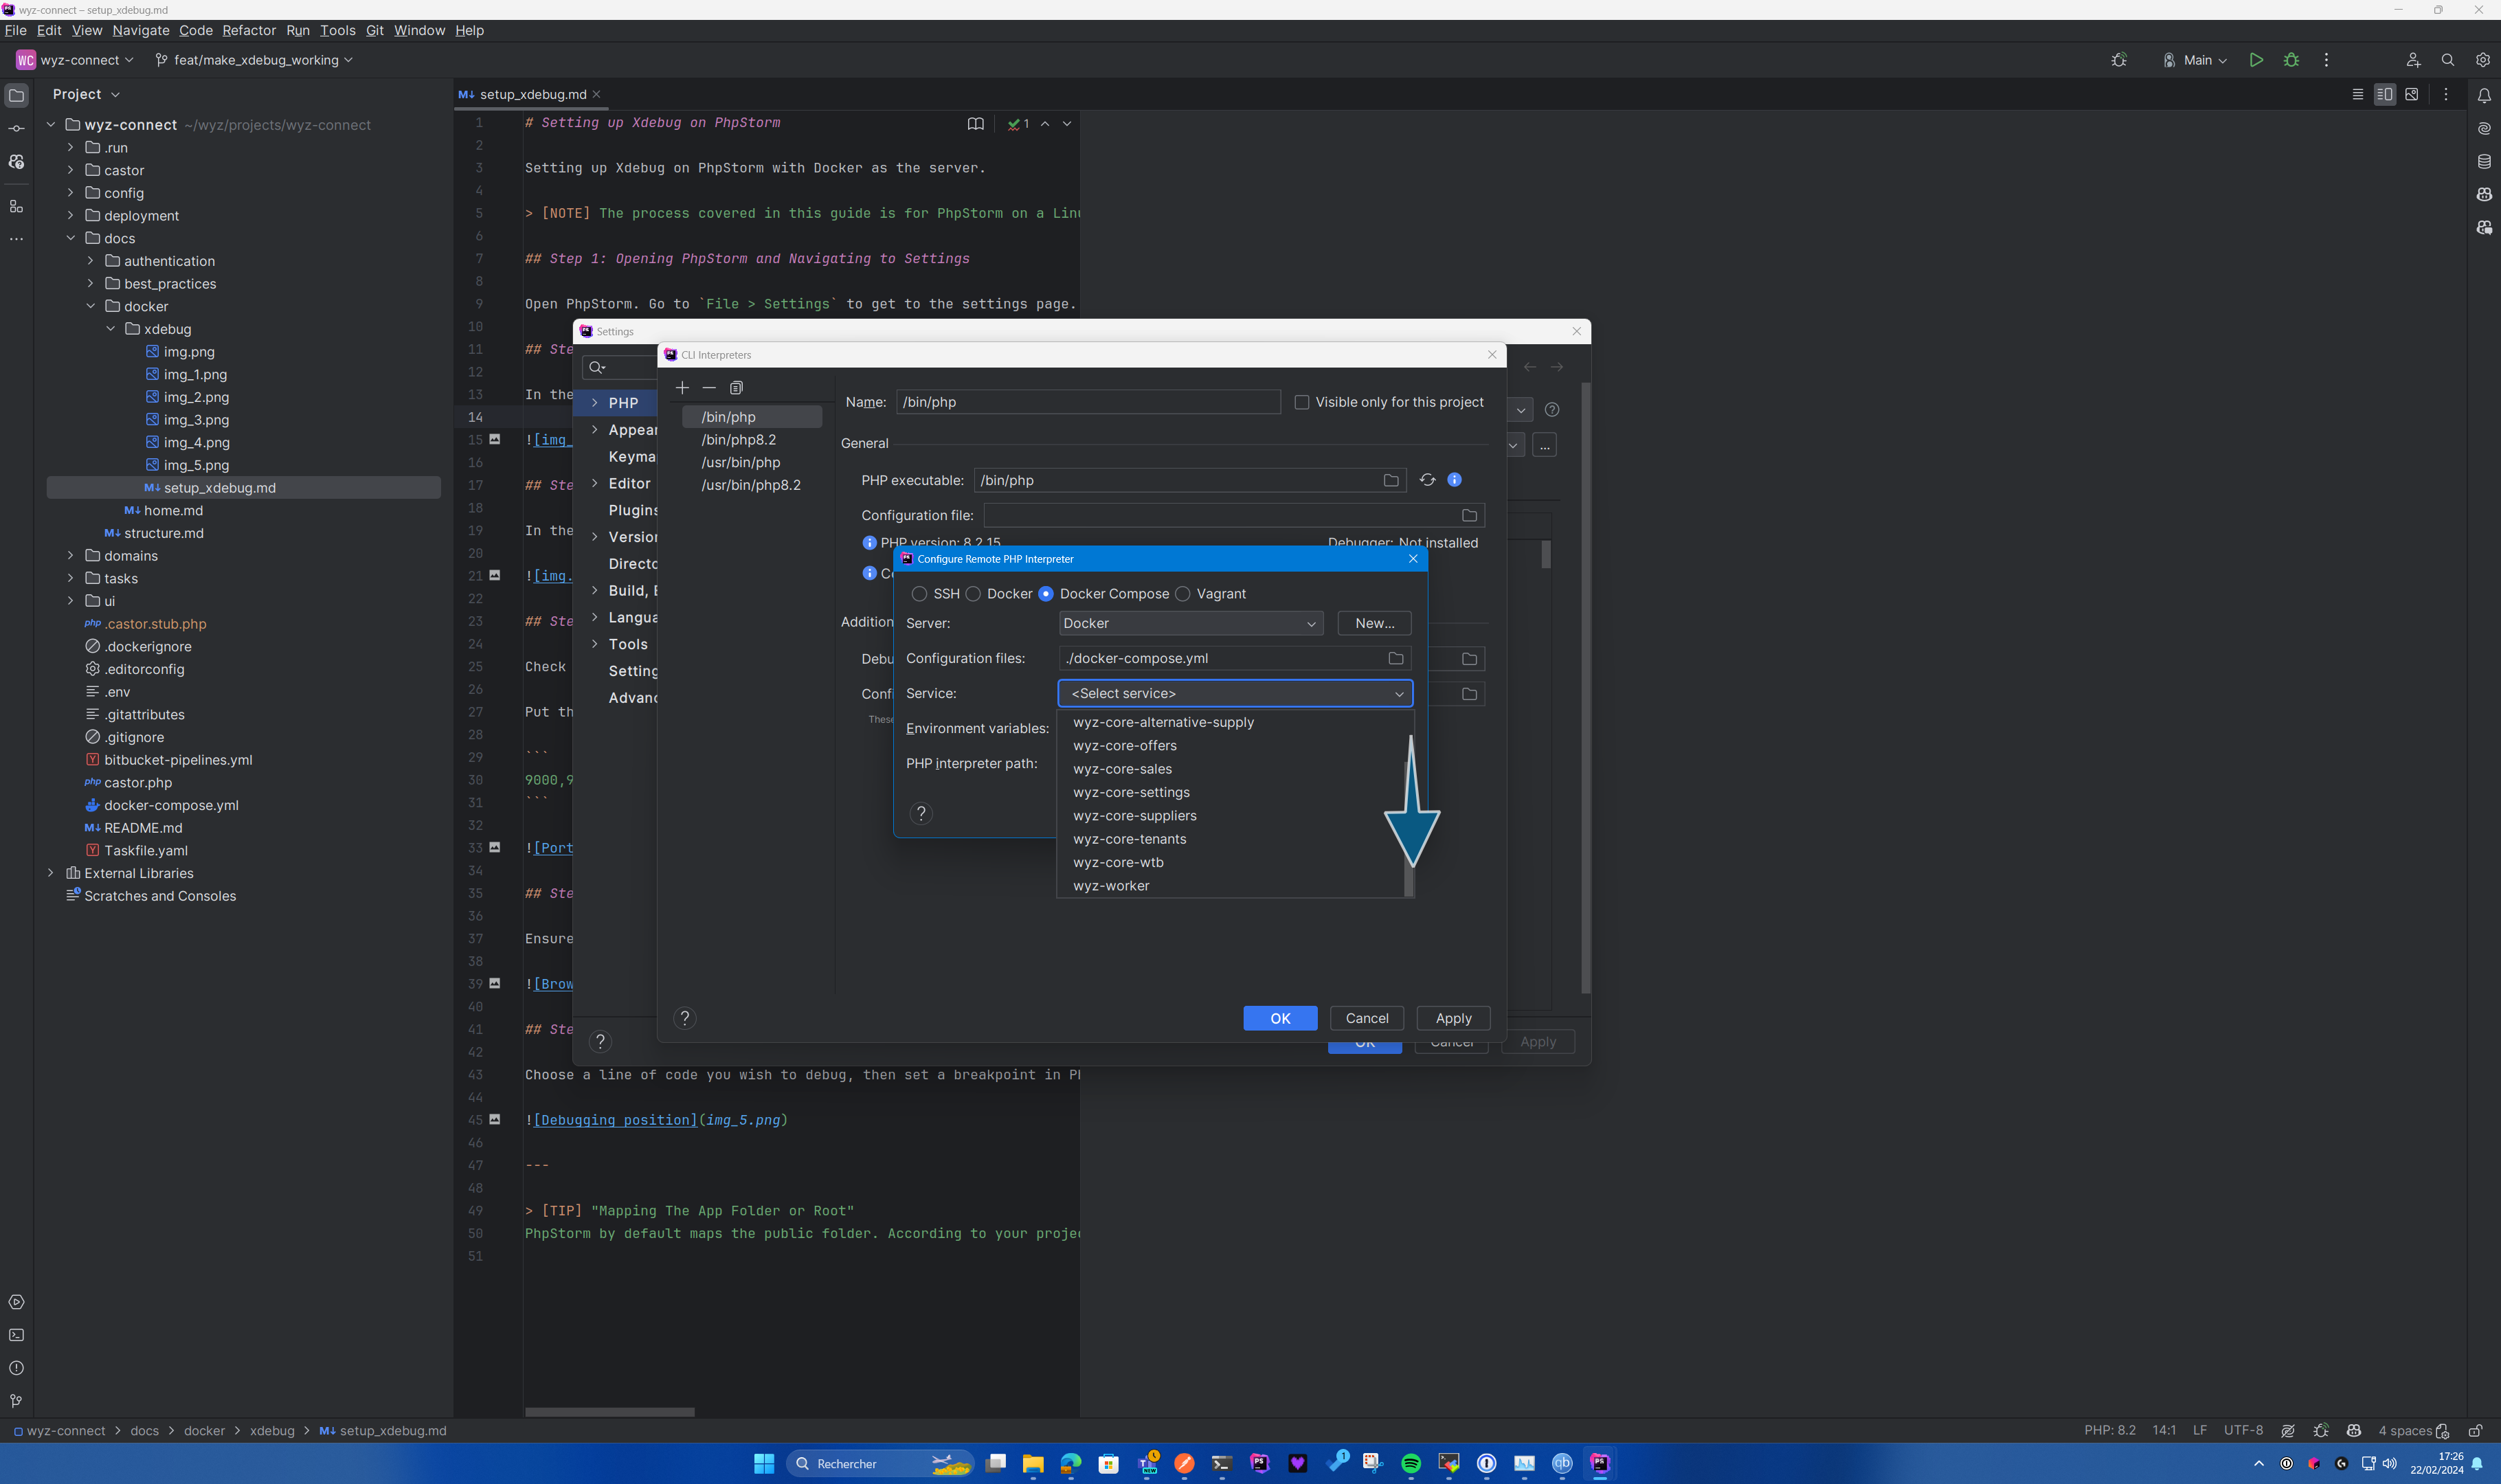 wyz-connect – setup_xdebug.md
File Edit View Navigate Code Refactor Run Tools Git Window Help
WC wyz-connect feat/make_xdebug_working Main
Project
wyz-connect ~/wyz/projects/wyz-connect
.run
castor
config
deployment
docs
authentication
best_practices
docker
xdebug
img.png
img_1.png
img_2.png
img_3.png
img_4.png
img_5.png
M↓ setup_xdebug.md
M↓ home.md
M↓ structure.md
domains
tasks
ui
php .castor.stub.php
.dockerignore
.editorconfig
.env
.gitattributes
.gitignore
Y bitbucket-pipelines.yml
php castor.php
docker-compose.yml
M↓ README.md
Y Taskfile.yaml
External Libraries
Scratches and Consoles
M↓ setup_xdebug.md
1 # Setting up Xdebug on PhpStorm
1
2
3 Setting up Xdebug on PhpStorm with Docker as the server.
4
5 > [NOTE] The process covered in this guide is for PhpStorm on a Linu
6
7 ## Step 1: Opening PhpStorm and Navigating to Settings
8
9 Open PhpStorm. Go to `File > Settings` to get to the settings page.
10
11 ## Ste
12
13 In the
14
15 ![img_
16
17 ## Ste
18
19 In the
20
21 ![img.
22
23 ## Ste
24
25 Check
26
27 Put th
28
29 ```
30 9000,9
31 ```
32
33 ![Port
34
35 ## Ste
36
37 Ensure
38
39 ![Brow
40
41 ## Ste
42
43 Choose a line of code you wish to debug, then set a breakpoint in P
44
45 ![Debugging position](img_5.png)
46
47 ---
48
49 > [TIP] "Mapping The App Folder or Root"
50 PhpStorm by default maps the public folder. According to your proje
51
Settings
PHP
Appear
Keyma
Editor
Plugins
Version
Directo
Build, E
Langua
Tools
Setting
Advanc
...
OK Cancel Apply
CLI Interpreters
/bin/php
/bin/php8.2
/usr/bin/php
/usr/bin/php8.2
Name: /bin/php Visible only for this project
General
PHP executable: /bin/php
Configuration file:
PHP version: 8.2.15 Debugger: Not installed
Co
Addition
Debu
Confi
These
? OK Cancel Apply
Configure Remote PHP Interpreter
SSH Docker Docker Compose Vagrant
Server: Docker New...
Configuration files: ./docker-compose.yml
Service: <Select service>
Environment variables:
PHP interpreter path:
wyz-core-alternative-supply
wyz-core-offers
wyz-core-sales
wyz-core-settings
wyz-core-suppliers
wyz-core-tenants
wyz-core-wtb
wyz-worker
?
wyz-connect > docs > docker > xdebug > M↓ setup_xdebug.md
PHP: 8.2 14:1 LF UTF-8 4 spaces
Rechercher
17:26
22/02/2024